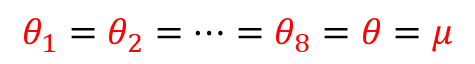 θ₁ = θ₂ = ⋯ = θ₈ = θ = μ